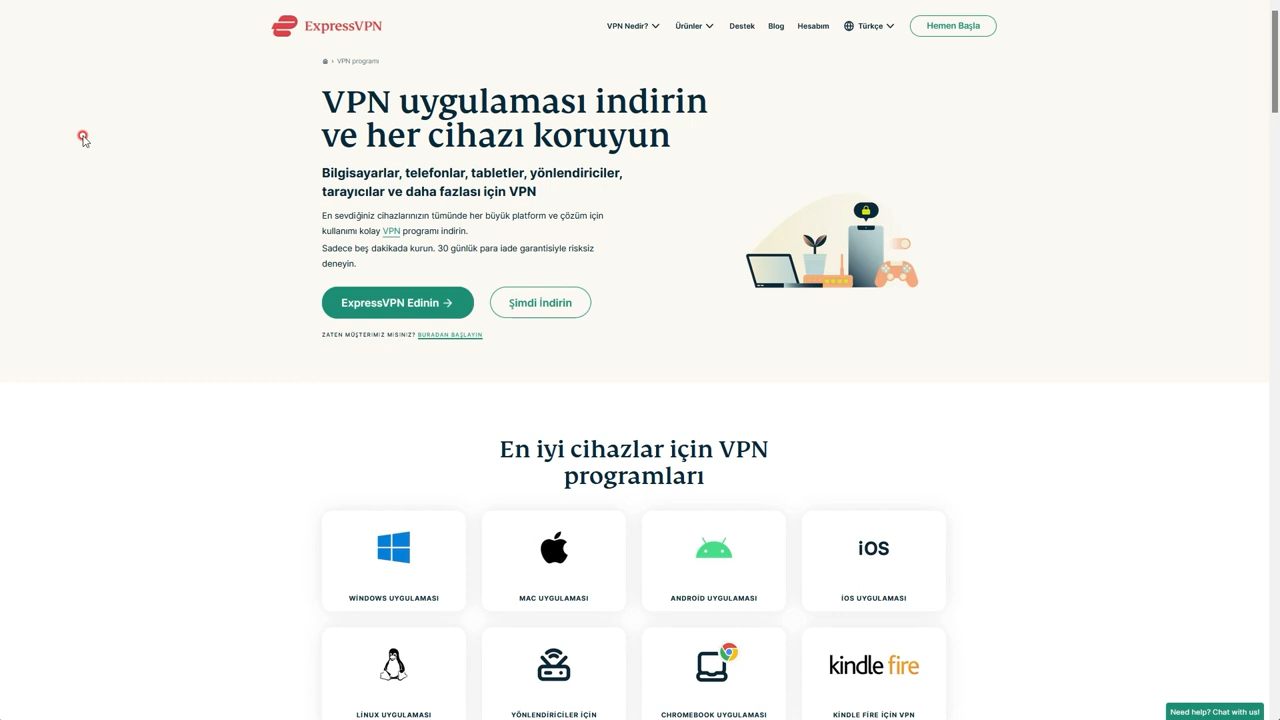 ExpressVPN
VPN Nedir?
Ürünler
Destek
Blog
Hesabım
Türkçe
Hemen Başla
› VPN programı
VPN uygulaması indirin
ve her cihazı koruyun
Bilgisayarlar, telefonlar, tabletler, yönlendiriciler,
tarayıcılar ve daha fazlası için VPN
En sevdiğiniz cihazlarınızın tümünde her büyük platform ve çözüm için
kullanımı kolay VPN programı indirin.
Sadece beş dakikada kurun. 30 günlük para iade garantisiyle risksiz
deneyin.
ExpressVPN Edinin →
Şimdi İndirin
ZATEN MÜŞTERIMIZ MISINIZ? BURADAN BAŞLAYIN
En iyi cihazlar için VPN
programları
WİNDOWS UYGULAMASI
MAC UYGULAMASI
ANDROİD UYGULAMASI
iOS
İOS UYGULAMASI
LİNUX UYGULAMASI
YÖNLENDİRİCİLER İÇİN
CHROMEBOOK UYGULAMASI
kindle fire
KİNDLE FİRE İÇİN VPN
Need help? Chat with us!